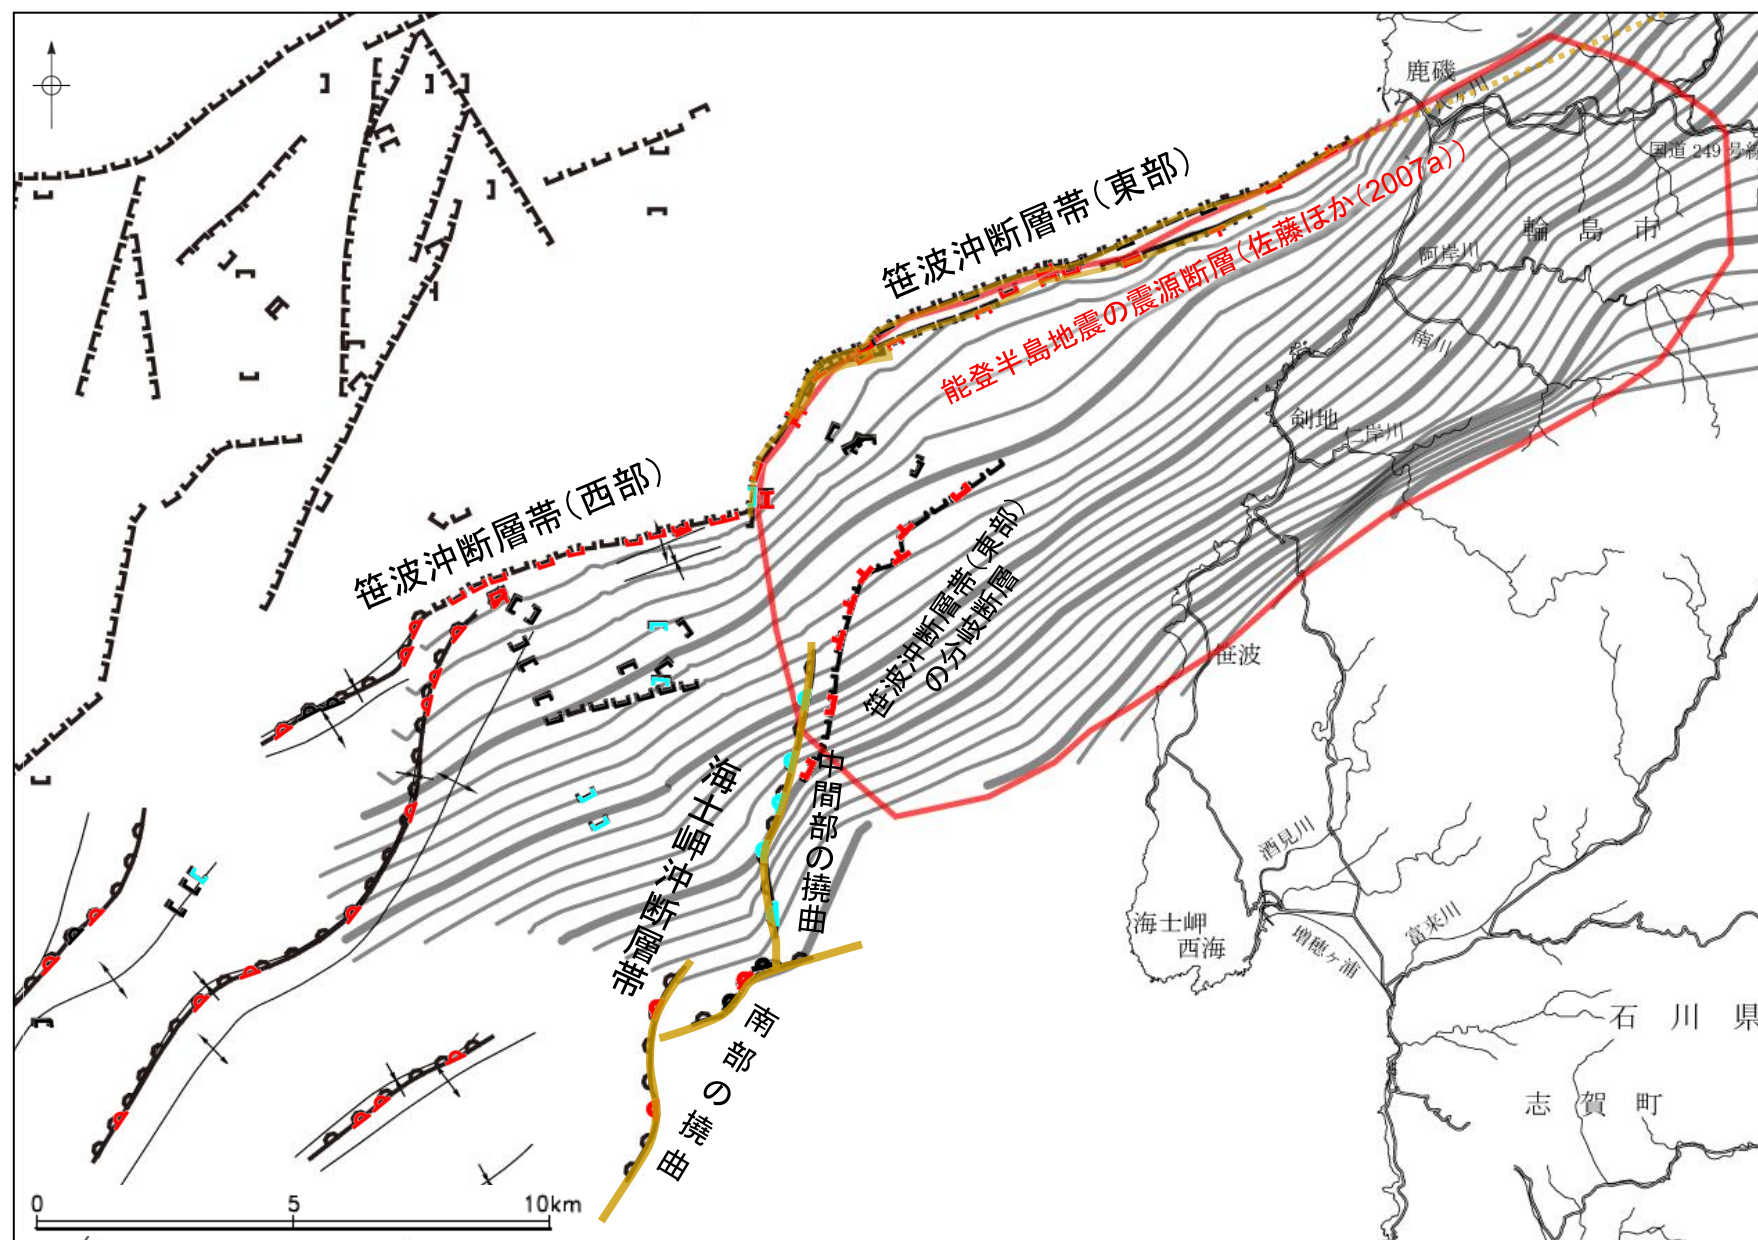 鹿磯
八ヶ川
国道 249 号線
笹波沖断層帯（東部）
能登半島地震の震源断層（佐藤ほか（2007a））
輪島市
阿岸川
南川
剣地
仁岸川
笹波沖断層帯（西部）
笹波沖断層帯（東部）
の分岐断層
笹波
海士岬沖断層帯
中間部の撓曲
酒見川
海士岬
西海
増穂ヶ浦
富来川
南部の撓曲
石川県
志賀町
0 5 10km